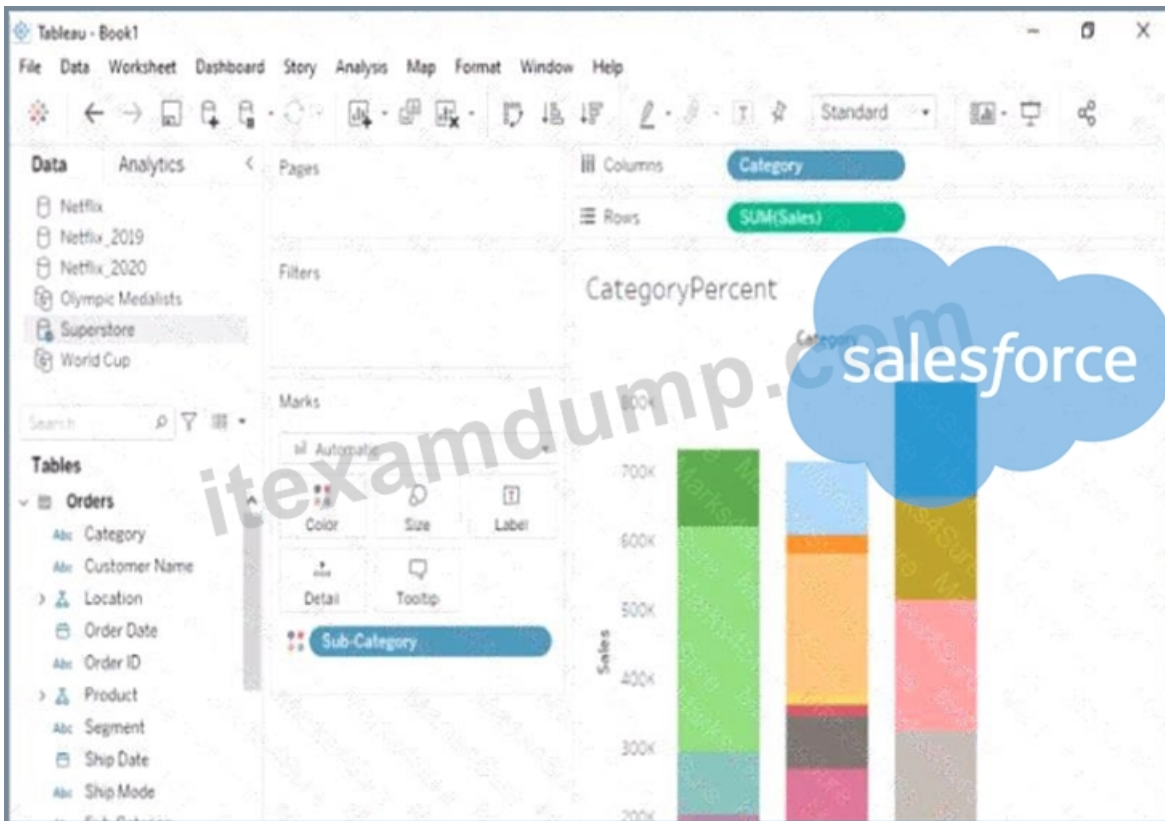 Tableau - Book1
File Data Worksheet Dashboard Story Analysis Map Format Window Help
Standard
Data Analytics
Pages
Columns Category
Netflix
Rows SUM(Sales)
Netflix_2019
Netflix_2020
Filters
Olympic Medalists
CategoryPercent
Superstore
World Cup
Category
salesforce
Search
Marks
800K
Automatic
Tables
700K
Orders
Color Size Label
Category
600K
Customer Name
Detail Tooltip
Location
500K
Order Date
Sub-Category
Order ID
Sales
400K
Product
Segment
300K
Ship Date
Ship Mode
200K
itexamdump.com